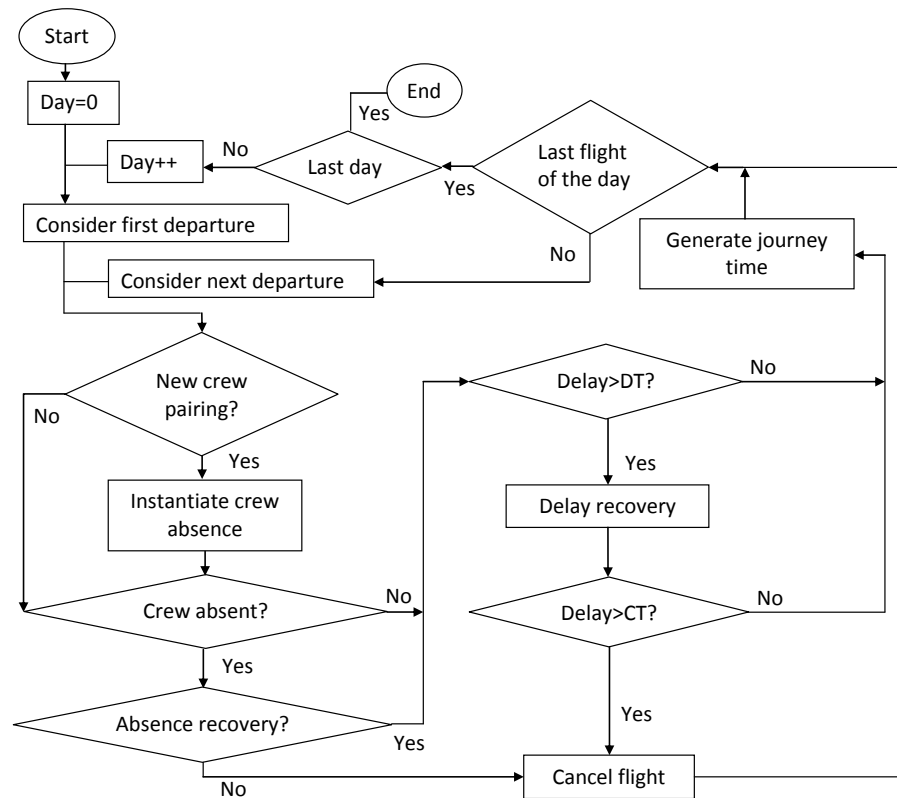 Start
Day=0
End
Yes
No
Day++
Last day
Yes
Last flight
of the day
Consider first departure
No
Generate journey
time
Consider next departure
New crew
pairing?
No
Yes
Delay>DT?
No
Yes
Instantiate crew
absence
Delay recovery
Crew absent?
No
Delay>CT?
No
Yes
Absence recovery?
Yes
Yes
No
Cancel flight